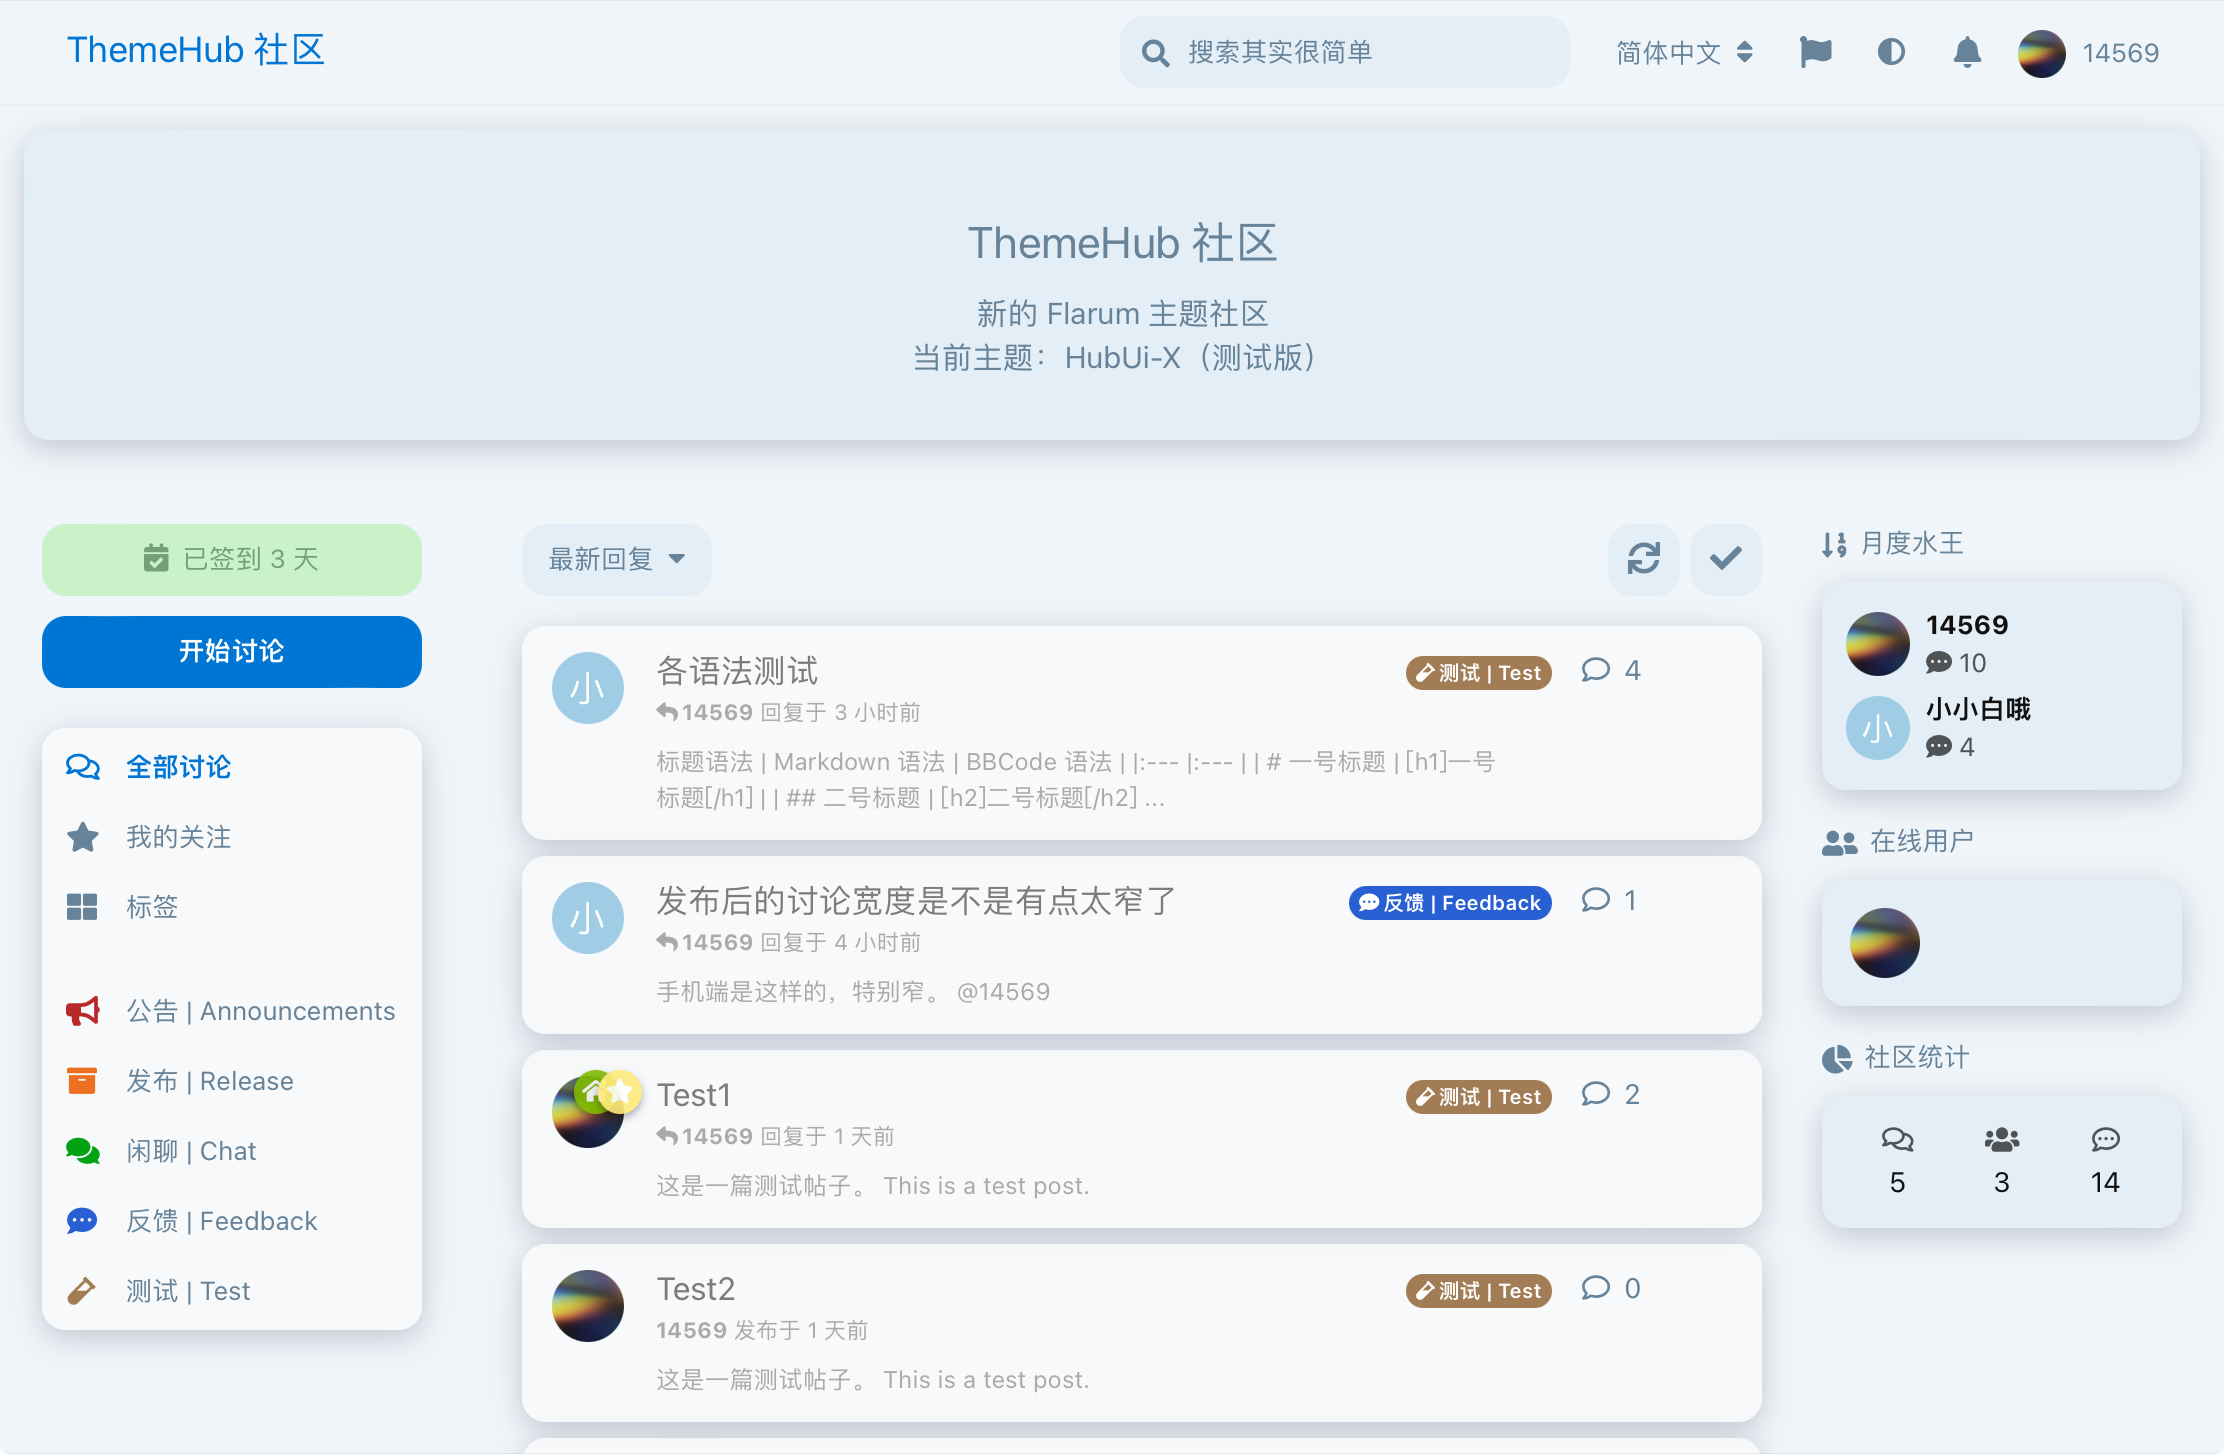 ThemeHub 社区
搜索其实很简单
简体中文
14569
ThemeHub 社区
新的 Flarum 主题社区
当前主题：HubUi-X（测试版）
已签到 3 天
开始讨论
全部讨论
我的关注
标签
公告 | Announcements
发布 | Release
闲聊 | Chat
反馈 | Feedback
测试 | Test
最新回复
小
各语法测试
测试 | Test
4
14569 回复于 3 小时前
标题语法 | Markdown 语法 | BBCode 语法 | |:--- |:--- | | # 一号标题 | [h1]一号
标题[/h1] | | ## 二号标题 | [h2]二号标题[/h2] ...
小
发布后的讨论宽度是不是有点太窄了
反馈 | Feedback
1
14569 回复于 4 小时前
手机端是这样的，特别窄。 @14569
Test1
测试 | Test
2
14569 回复于 1 天前
这是一篇测试帖子。 This is a test post.
Test2
测试 | Test
0
14569 发布于 1 天前
这是一篇测试帖子。 This is a test post.
月度水王
14569
10
小
小小白哦
4
在线用户
社区统计
5
3
14